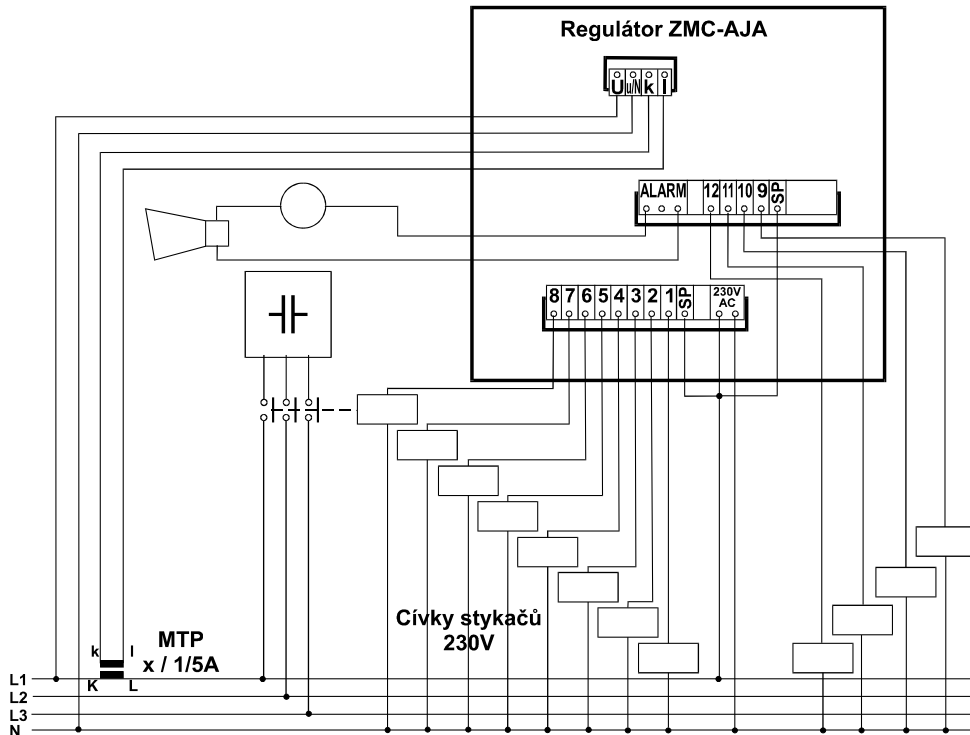 Regulátor ZMC-AJA
U u/N k l
ALARM 12 11 10 9 SP
8 7 6 5 4 3 2 1 SP 230V AC
Cívky stykačů
230V
MTP
x / 1/5A
k l
K L
L1
L2
L3
N